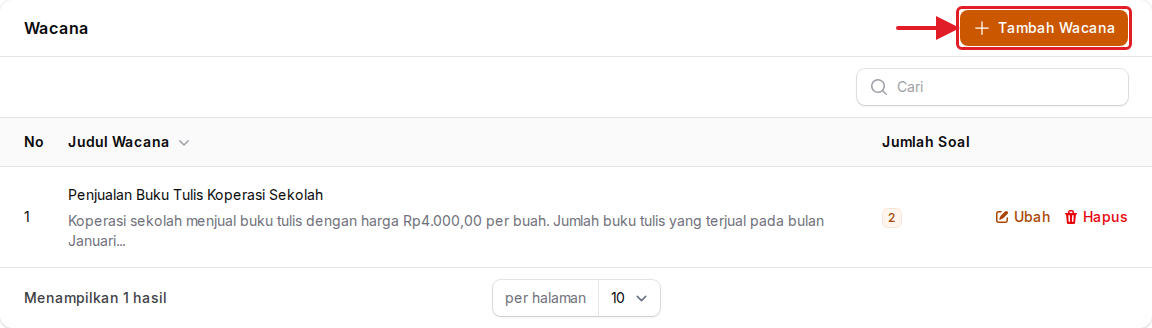 Wacana
Tambah Wacana
Cari
No Judul Wacana Jumlah Soal
Penjualan Buku Tulis Koperasi Sekolah
1
Koperasi sekolah menjual buku tulis dengan harga Rp4.000,00 per buah. Jumlah buku tulis yang terjual pada bulan
Januari...
2
Ubah Hapus
Menampilkan 1 hasil
per halaman 10